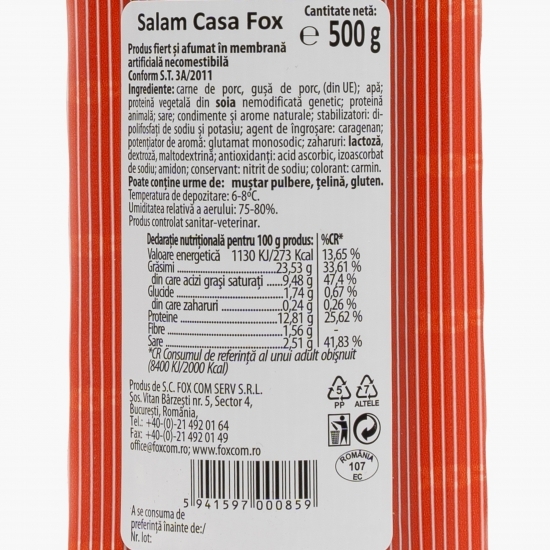 Salam Casa Fox
Cantitate netă:
℮ 500 g
Produs fiert și afumat în membrană
artificială necomestibilă
Conform S.T. 3A/2011
Ingrediente: carne de porc, gușă de porc, (din UE); apă;
proteină vegetală din soia nemodificată genetic; proteină
animală; sare; condimente și arome naturale; stabilizatori: di-
polifosfați de sodiu și potasiu; agent de îngroșare: caragenan;
potențiator de aromă: glutamat monosodic; zaharuri: lactoză,
dextroză, maltodextrină; antioxidanți: acid ascorbic, izoascorbat
de sodiu; amidon; conservant: nitrit de sodiu; colorant: carmin.
Poate conține urme de: muștar pulbere, țelină, gluten.
Temperatura de depozitare: 6-8ºC.
Umiditatea relativă a aerului: 75-80%.
Produs controlat sanitar-veterinar.
Declarație nutrițională pentru 100 g produs: %CR*
Valoare energetică 1130 KJ/273 Kcal 13,65 %
Grăsimi 23,53 g 33,61 %
din care acizi grași saturați 9,48 g 47,4 %
Glucide 1,74 g 0,67 %
din care zaharuri 0,24 g 0,26 %
Proteine 12,81 g 25,62 %
Fibre 1,56 g -
Sare 2,51 g 41,83 %
*CR Consumul de referință al unui adult obișnuit
(8400 KJ/2000 Kcal)
Produs de S.C. FOX COM SERV S.R.L.
Șos. Vitan Bârzești nr. 5, Sector 4,
București, România,
Tel.: +40-(0)-21 492 01 64
Fax: +40-(0)-21 492 01 49
office@foxcom.ro; www.foxcom.ro
5 7
PP ALTELE
ROMÂNIA
107
EC
5 941597 000859
A se consuma de
preferință înainte de:/
Nr. lot: